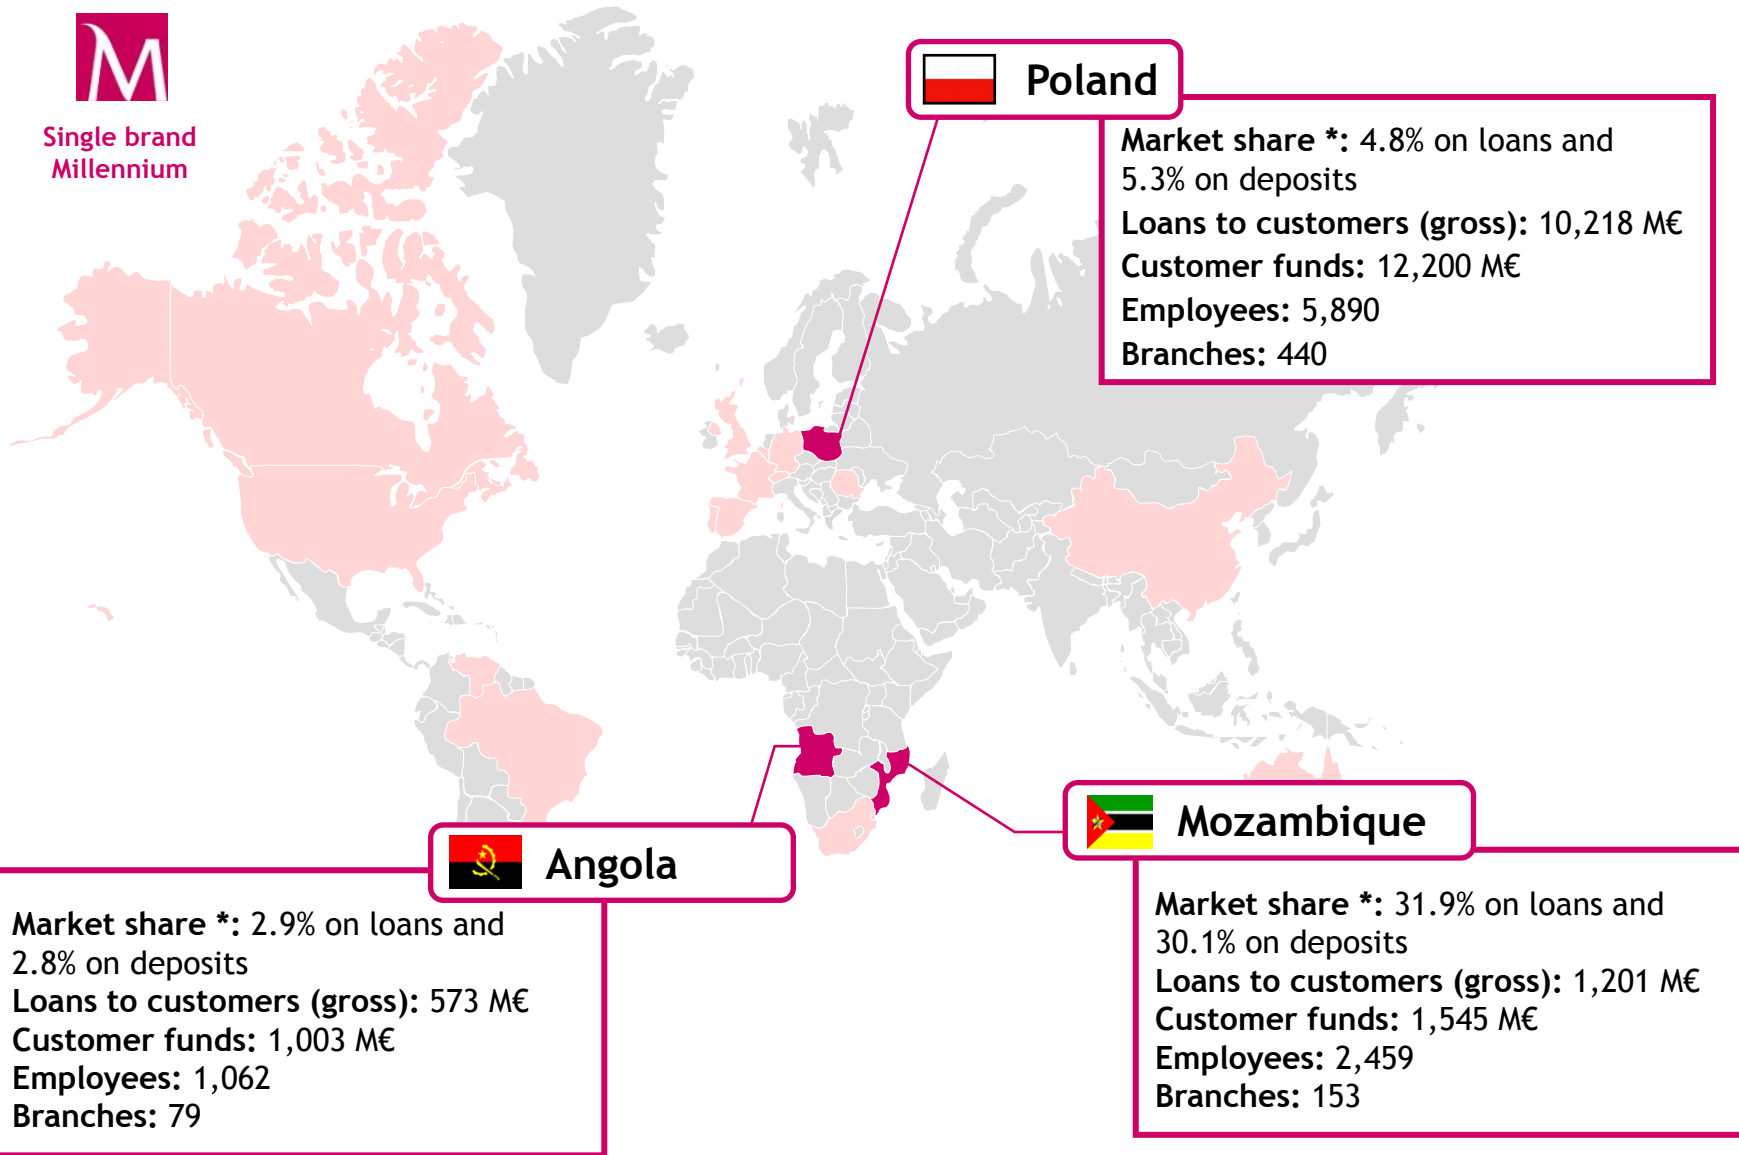 M
Single brand
Millennium
Poland
Market share *: 4.8% on loans and
5.3% on deposits
Loans to customers (gross): 10,218 M€
Customer funds: 12,200 M€
Employees: 5,890
Branches: 440
Angola
Market share *: 2.9% on loans and
2.8% on deposits
Loans to customers (gross): 573 M€
Customer funds: 1,003 M€
Employees: 1,062
Branches: 79
Mozambique
Market share *: 31.9% on loans and
30.1% on deposits
Loans to customers (gross): 1,201 M€
Customer funds: 1,545 M€
Employees: 2,459
Branches: 153